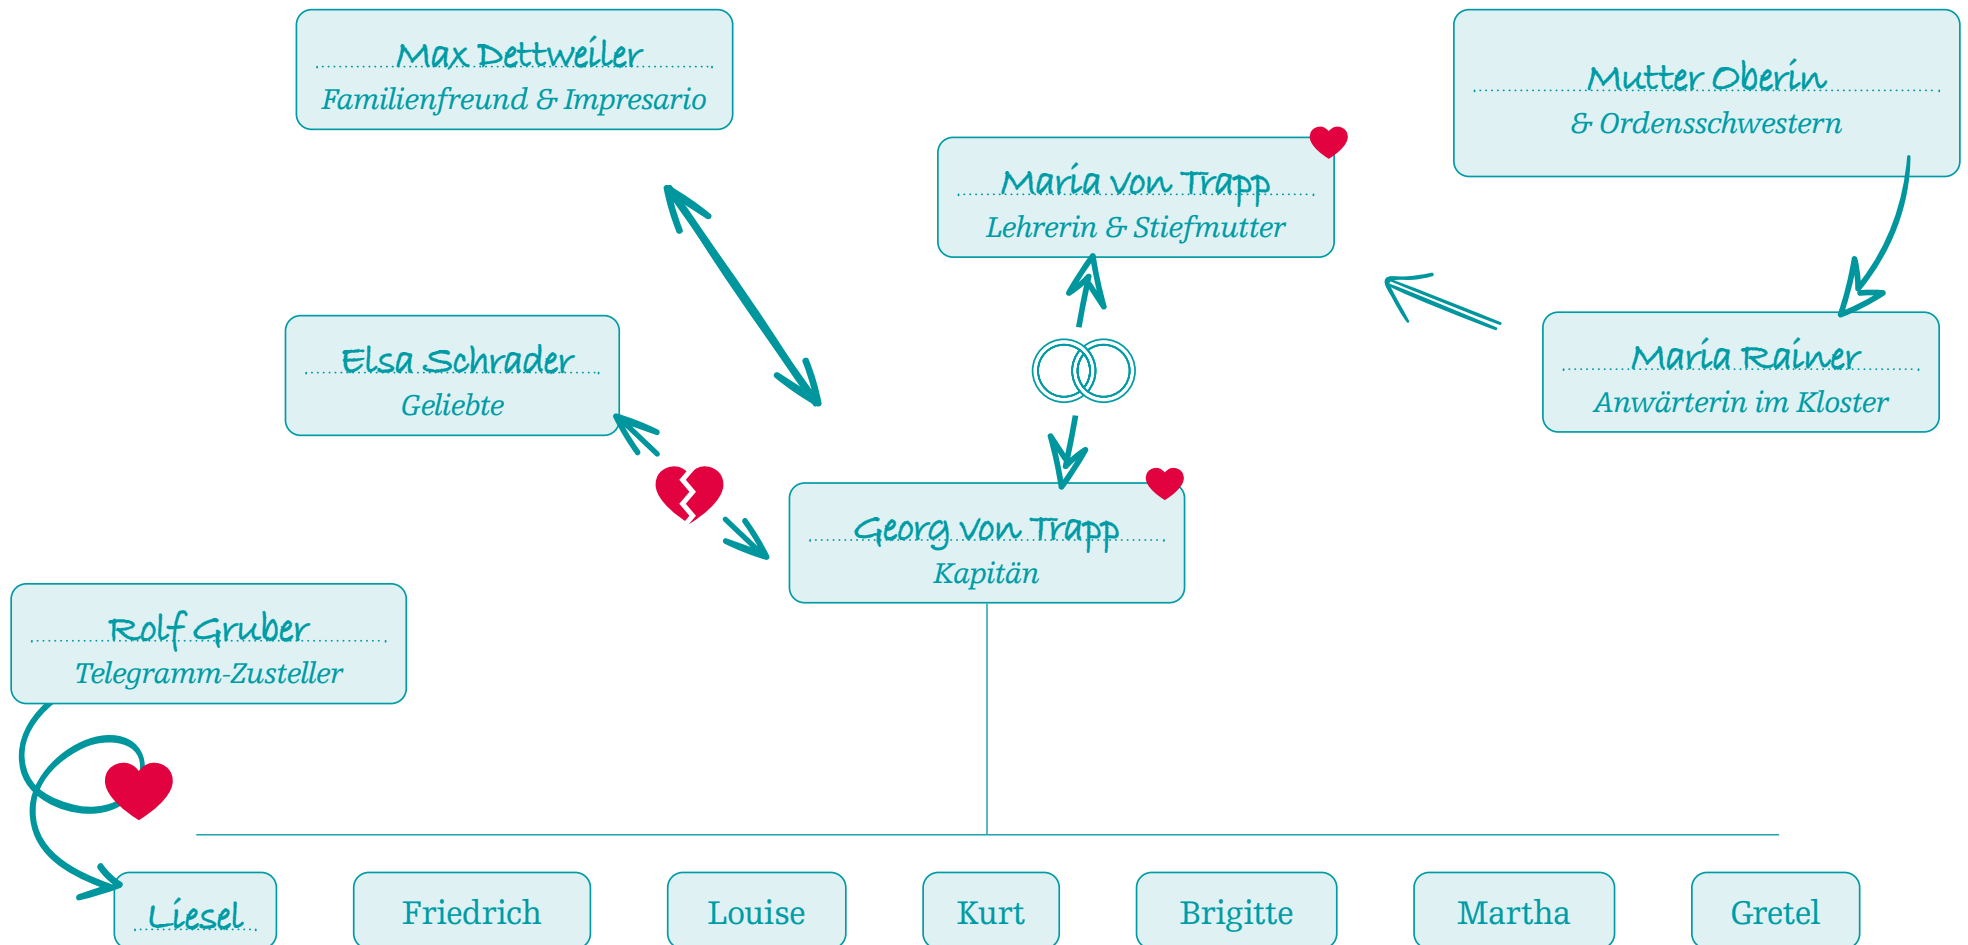 Max Dettweiler
Familienfreund & Impresario
Mutter Oberin
& Ordensschwestern
Maria von Trapp
Lehrerin & Stiefmutter
Elsa Schrader
Geliebte
Maria Rainer
Anwärterin im Kloster
Georg von Trapp
Kapitän
Rolf Gruber
Telegramm-Zusteller
Liesel
Friedrich
Louise
Kurt
Brigitte
Martha
Gretel